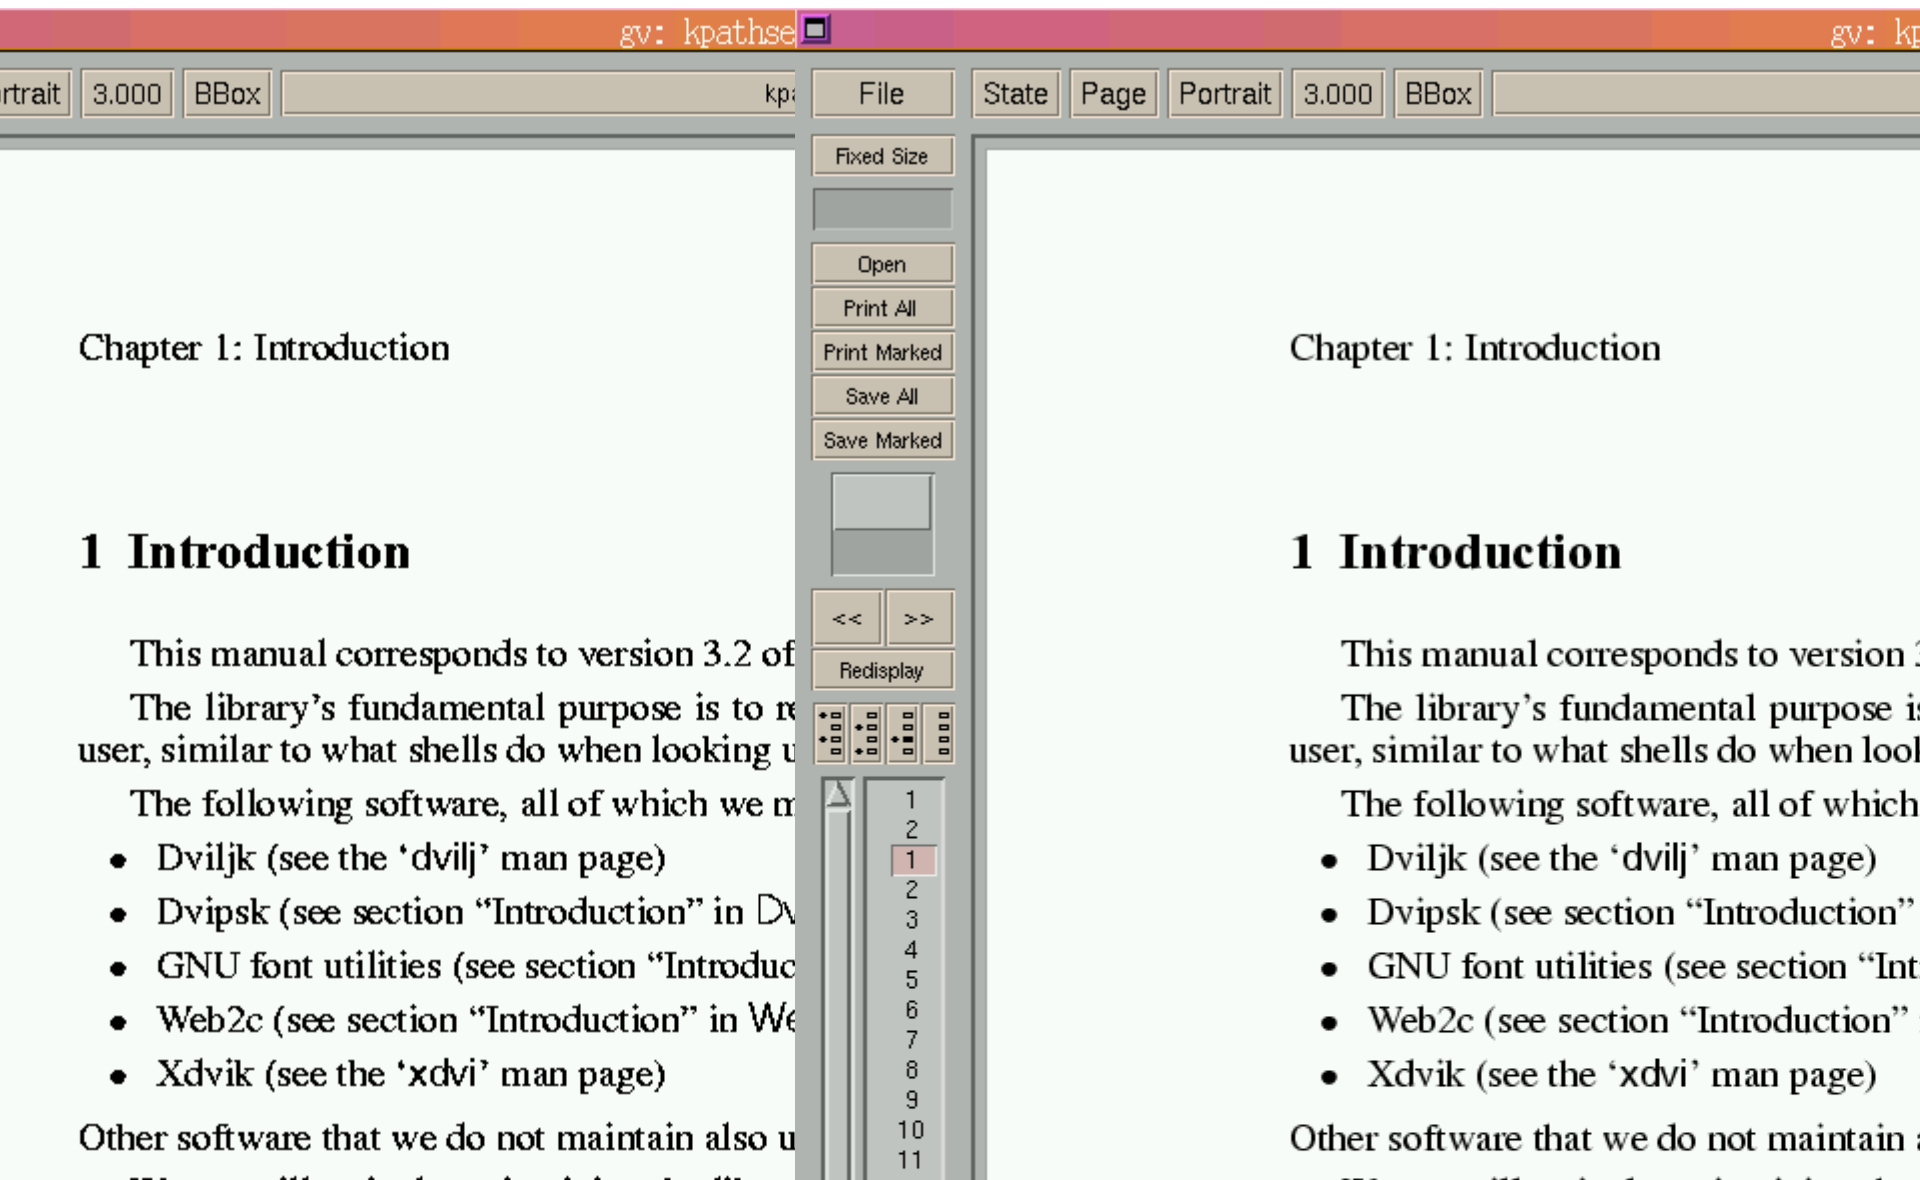 gv: kpathse
rtrait 3.000 BBox kpa
Chapter 1: Introduction
1 Introduction
This manual corresponds to version 3.2 of
The library’s fundamental purpose is to re
user, similar to what shells do when looking u
The following software, all of which we m
• Dviljk (see the ‘dvilj’ man page)
• Dvipsk (see section “Introduction” in Dv
• GNU font utilities (see section “Introduc
• Web2c (see section “Introduction” in We
• Xdvik (see the ‘xdvi’ man page)
Other software that we do not maintain also u
gv: kp
File State Page Portrait 3.000 BBox
Fixed Size
Open
Print All
Print Marked
Save All
Save Marked
<< >>
Redisplay
1
2
1
2
3
4
5
6
7
8
9
10
11
Chapter 1: Introduction
1 Introduction
This manual corresponds to version 3
The library’s fundamental purpose is
user, similar to what shells do when look
The following software, all of which
• Dviljk (see the ‘dvilj’ man page)
• Dvipsk (see section “Introduction”
• GNU font utilities (see section “Int
• Web2c (see section “Introduction”
• Xdvik (see the ‘xdvi’ man page)
Other software that we do not maintain a